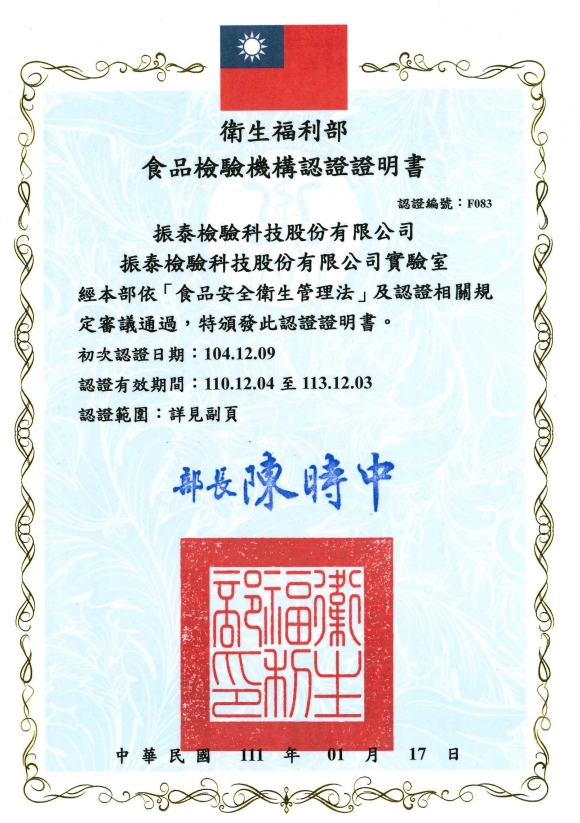 衛生福利部
食品檢驗機構認證證明書
認證編號：F083
振泰檢驗科技股份有限公司
振泰檢驗科技股份有限公司實驗室
經本部依「食品安全衛生管理法」及認證相關規
定審議通過，特頒發此認證證明書。
初次認證日期：104.12.09
認證有效期間：110.12.04 至 113.12.03
認證範圍：詳見副頁
部長陳時中
衛生
福利
部印
中華民國 111 年 01 月 17 日